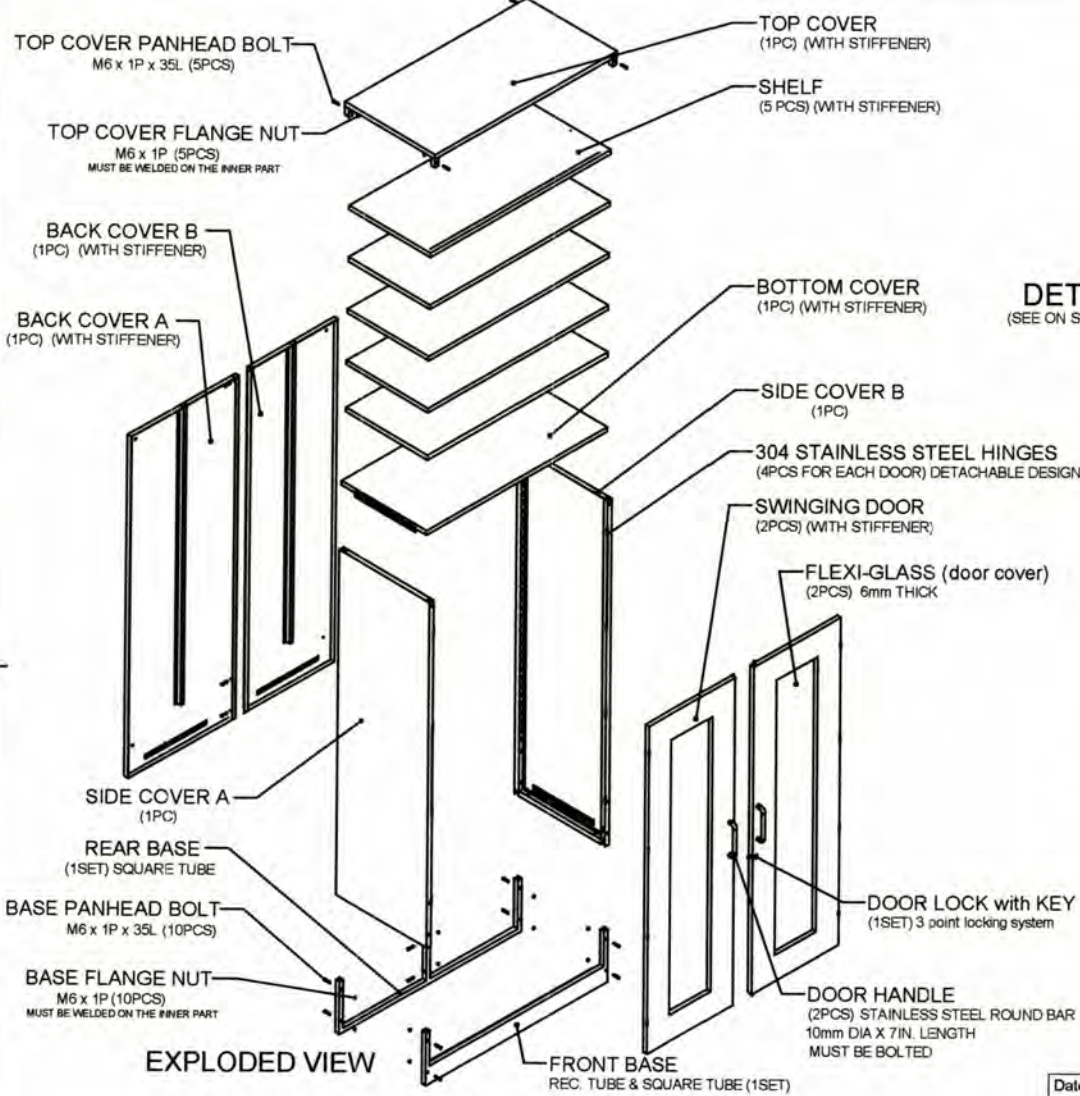 TOP COVER PANHEAD BOLT
M6 x 1P x 35L (5PCS)
TOP COVER FLANGE NUT
M6 x 1P (5PCS)
MUST BE WELDED ON THE INNER PART
BACK COVER B
(1PC) (WITH STIFFENER)
BACK COVER A
(1PC) (WITH STIFFENER)
TOP COVER
(1PC) (WITH STIFFENER)
SHELF
(5 PCS) (WITH STIFFENER)
BOTTOM COVER
(1PC) (WITH STIFFENER)
DET
(SEE ON S
SIDE COVER B
(1PC)
304 STAINLESS STEEL HINGES
(4PCS FOR EACH DOOR) DETACHABLE DESIGN
SWINGING DOOR
(2PCS) (WITH STIFFENER)
FLEXI-GLASS (door cover)
(2PCS) 6mm THICK
SIDE COVER A
(1PC)
REAR BASE
(1SET) SQUARE TUBE
BASE PANHEAD BOLT
M6 x 1P x 35L (10PCS)
BASE FLANGE NUT
M6 x 1P (10PCS)
MUST BE WELDED ON THE INNER PART
DOOR LOCK with KEY
(1SET) 3 point locking system
DOOR HANDLE
(2PCS) STAINLESS STEEL ROUND BAR
10mm DIA X 7IN. LENGTH
MUST BE BOLTED
EXPLODED VIEW
FRONT BASE
REC. TUBE & SQUARE TUBE (1SET)
Date